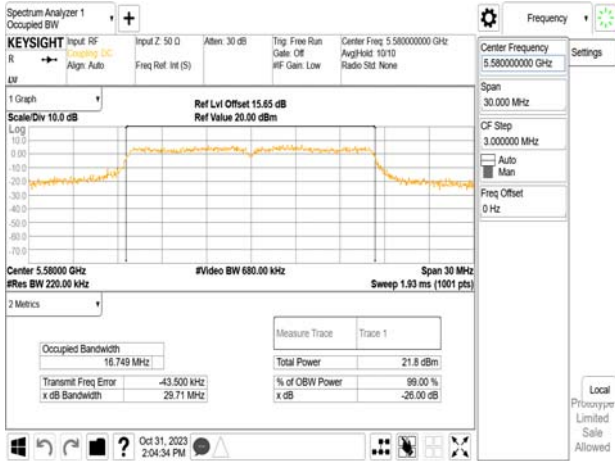 Spectrum Analyzer 1
Occupied BW
Frequency
KEYSIGHT
R
Input: RF
Coupling: DC
Align: Auto
Input Z: 50 Ω
Freq Ref: Int (S)
Atten: 30 dB
Trig: Free Run
Gate: Off
#IF Gain: Low
Center Freq: 5.580000000 GHz
Avg|Hold: 10/10
Radio Std: None
Center Frequency
5.580000000 GHz
Settings
Span
30.000 MHz
CF Step
3.000000 MHz
Auto
Man
Freq Offset
0 Hz
1 Graph
Scale/Div 10.0 dB
Ref Lvl Offset 15.65 dB
Ref Value 20.00 dBm
Log
10.0
0.00
-10.0
-20.0
-30.0
-40.0
-50.0
-60.0
-70.0
Center 5.58000 GHz
#Res BW 220.00 kHz
#Video BW 680.00 kHz
Span 30 MHz
Sweep 1.93 ms (1001 pts)
2 Metrics
Measure Trace Trace 1
Occupied Bandwidth
16.749 MHz
Total Power 21.8 dBm
Transmit Freq Error -43.500 kHz
% of OBW Power 99.00 %
x dB Bandwidth 29.71 MHz
x dB -26.00 dB
Local
Prototype
Limited
Sale
Allowed
?
Oct 31, 2023
2:04:34 PM